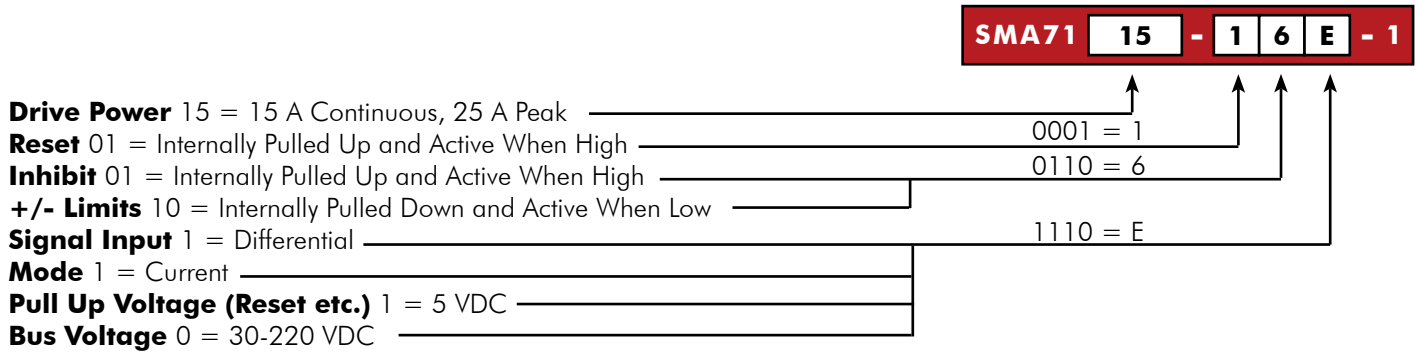 SMA71 15 - 1 6 E - 1
Drive Power 15 = 15 A Continuous, 25 A Peak
0001 = 1
Reset 01 = Internally Pulled Up and Active When High
0110 = 6
Inhibit 01 = Internally Pulled Up and Active When High
+/- Limits 10 = Internally Pulled Down and Active When Low
1110 = E
Signal Input 1 = Differential
Mode 1 = Current
Pull Up Voltage (Reset etc.) 1 = 5 VDC
Bus Voltage 0 = 30-220 VDC